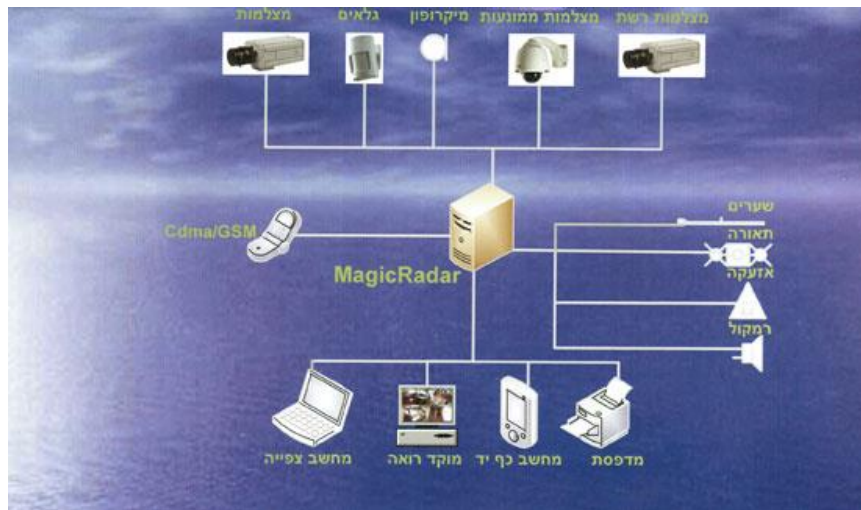 מצלמות רשת
מצלמות ממונעות
מיקרופון
גלאים
מצלמות
שערים
תאורה
אזעקה
רמקול
Cdma/GSM
MagicRadar
מדפסת
מחשב כף יד
מוקד רואה
מחשב צפייה